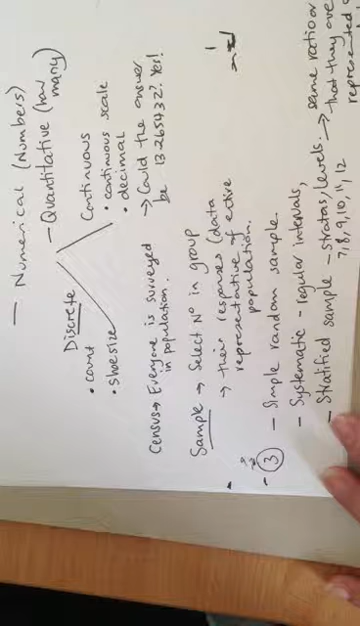 — Numerical (Numbers)
— Quantitative (how many)
Discrete
• count
• shoesize
Continuous
• continuous scale
• decimal
Census → Everyone is surveyed
in population.
→ Could the answer
be 13.265432? Yes!
Sample → Select Nº in group
→ their responses (data
representative of entire
population.
③ — Simple random sample.
— Systematic – regular intervals,
— Stratified sample – stratas, levels. → same ratio or
7, 8, 9, 10, 11, 12
that they are
represented